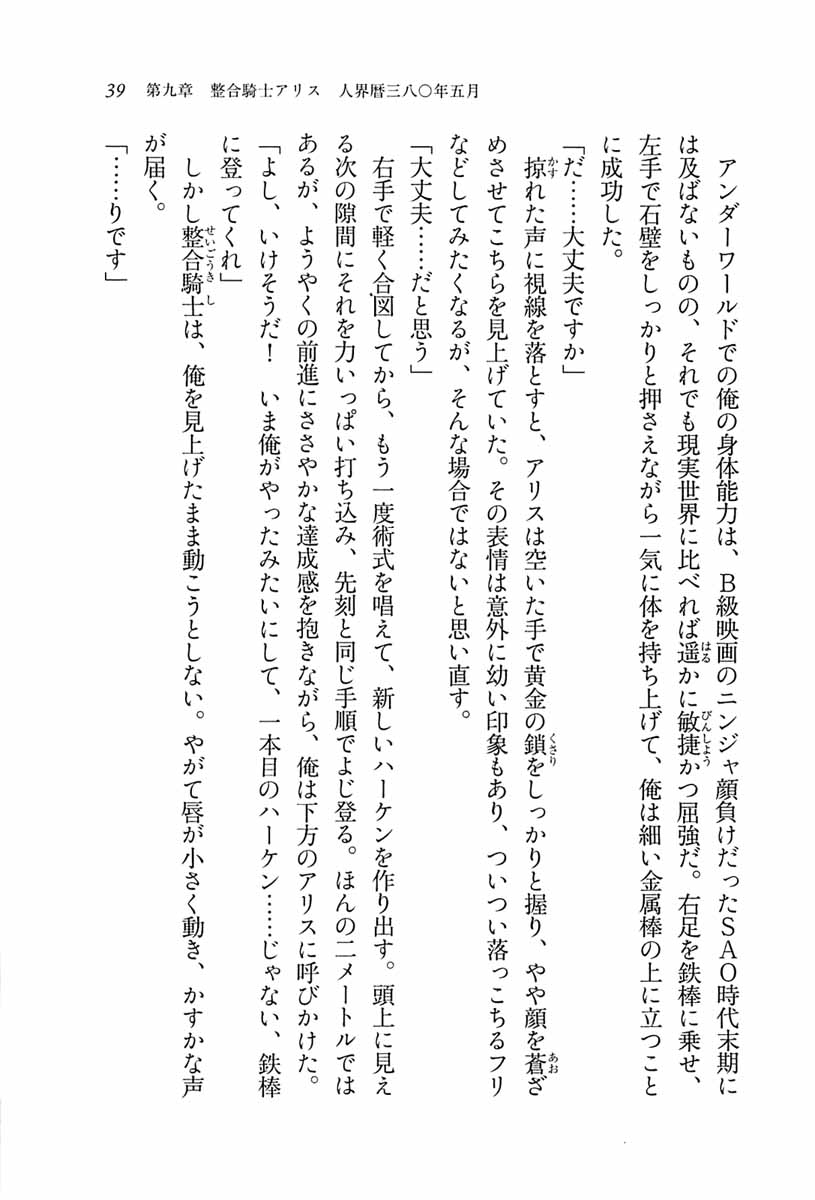 39　第九章　整合騎士アリス　人界暦三八〇年五月
　アンダーワールドでの俺の身体能力は、Ｂ級映画のニンジャ顔負けだったＳＡＯ時代末期に
は及ばないものの、それでも現実世界に比べれば遥かに敏捷かつ屈強だ。右足を鉄棒に乗せ、
左手で石壁をしっかりと押さえながら一気に体を持ち上げて、俺は細い金属棒の上に立つこと
に成功した。
「だ……大丈夫ですか」
　掠れた声に視線を落とすと、アリスは空いた手で黄金の鎖をしっかりと握り、やや顔を蒼ざ
めさせてこちらを見上げていた。その表情は意外に幼い印象もあり、ついつい落っこちるフリ
などしてみたくなるが、そんな場合ではないと思い直す。
「大丈夫……だと思う」
　右手で軽く合図してから、もう一度術式を唱えて、新しいハーケンを作り出す。頭上に見え
る次の隙間にそれを力いっぱい打ち込み、先刻と同じ手順でよじ登る。ほんの二メートルでは
あるが、ようやくの前進にささやかな達成感を抱きながら、俺は下方のアリスに呼びかけた。
「よし、いけそうだ！　いま俺がやったみたいにして、一本目のハーケン……じゃない、鉄棒
に登ってくれ」
　しかし整合騎士は、俺を見上げたまま動こうとしない。やがて唇が小さく動き、かすかな声
が届く。
「……りです」